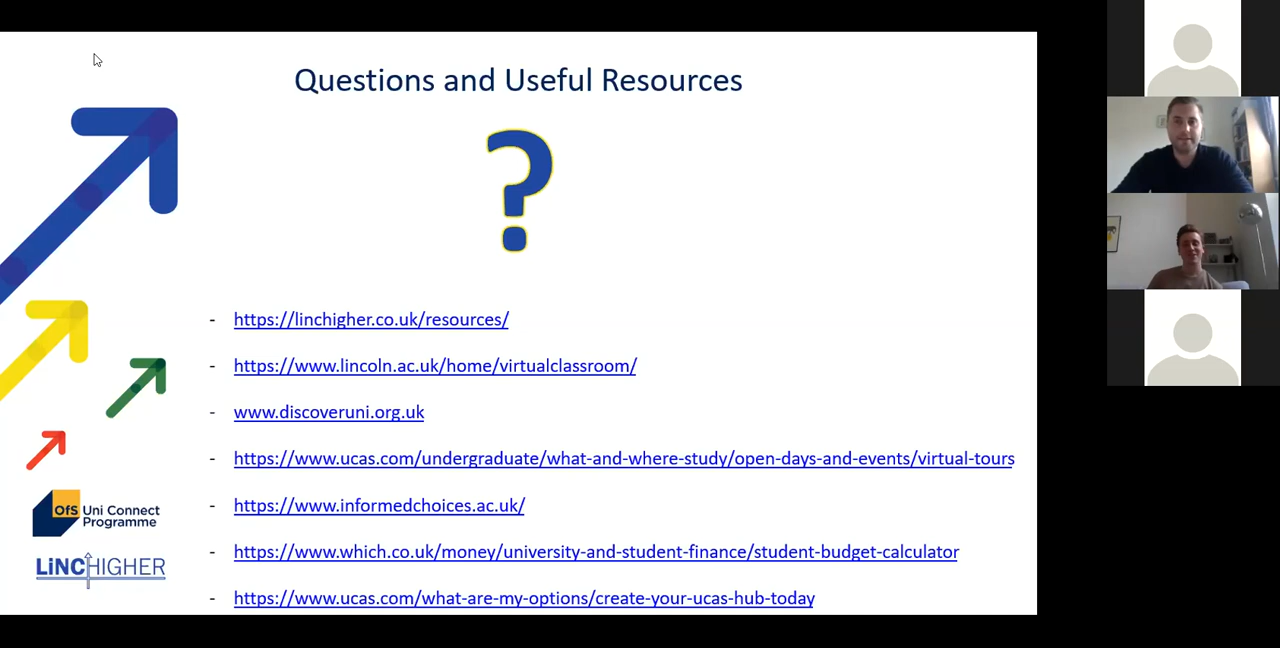 Questions and Useful Resources
?
- https://linchigher.co.uk/resources/
- https://www.lincoln.ac.uk/home/virtualclassroom/
- www.discoveruni.org.uk
- https://www.ucas.com/undergraduate/what-and-where-study/open-days-and-events/virtual-tours
- https://www.informedchoices.ac.uk/
- https://www.which.co.uk/money/university-and-student-finance/student-budget-calculator
- https://www.ucas.com/what-are-my-options/create-your-ucas-hub-today
OfS Uni Connect
Programme
LiNCHIGHER